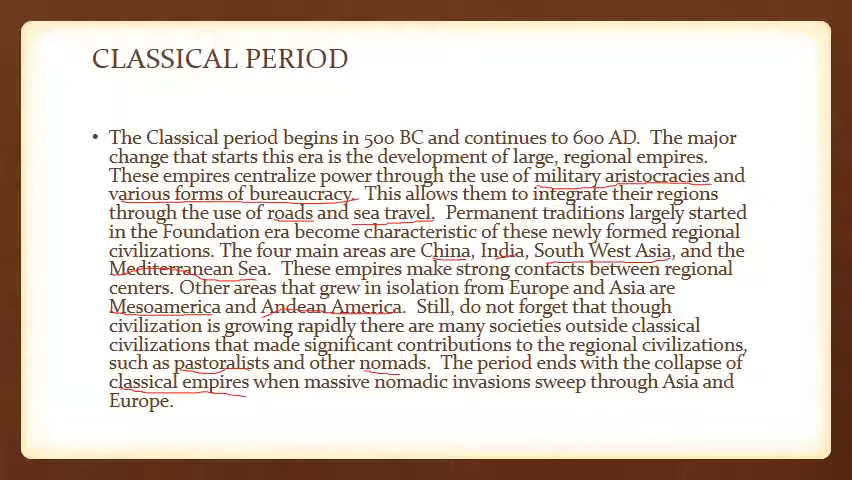 CLASSICAL PERIOD
• The Classical period begins in 500 BC and continues to 600 AD. The major
change that starts this era is the development of large, regional empires.
These empires centralize power through the use of military aristocracies and
various forms of bureaucracy. This allows them to integrate their regions
through the use of roads and sea travel. Permanent traditions largely started
in the Foundation era become characteristic of these newly formed regional
civilizations. The four main areas are China, India, South West Asia, and the
Mediterranean Sea. These empires make strong contacts between regional
centers. Other areas that grew in isolation from Europe and Asia are
Mesoamerica and Andean America. Still, do not forget that though
civilization is growing rapidly there are many societies outside classical
civilizations that made significant contributions to the regional civilizations,
such as pastoralists and other nomads. The period ends with the collapse of
classical empires when massive nomadic invasions sweep through Asia and
Europe.